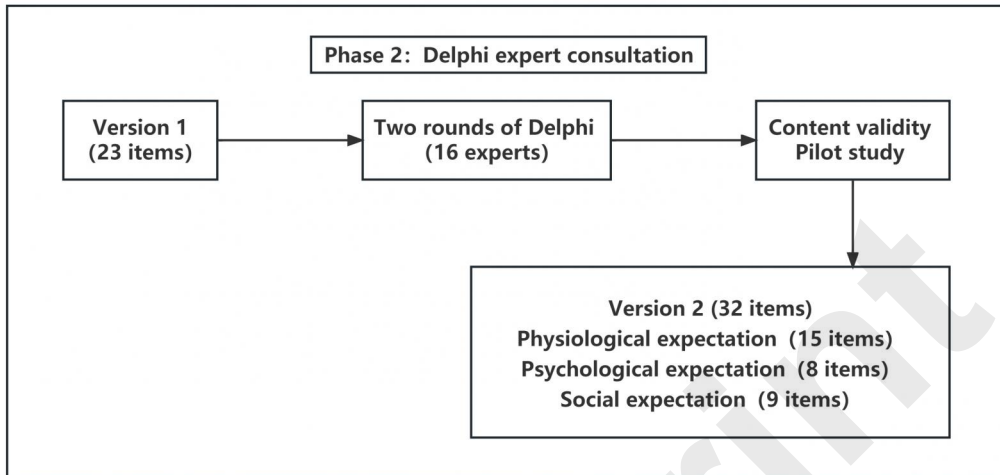 Phase 2： Delphi expert consultation
Version 1
(23 items)
Two rounds of Delphi
(16 experts)
Content validity
Pilot study
Version 2 (32 items)
Physiological expectation（15 items）
Psychological expectation（8 items）
Social expectation（9 items）